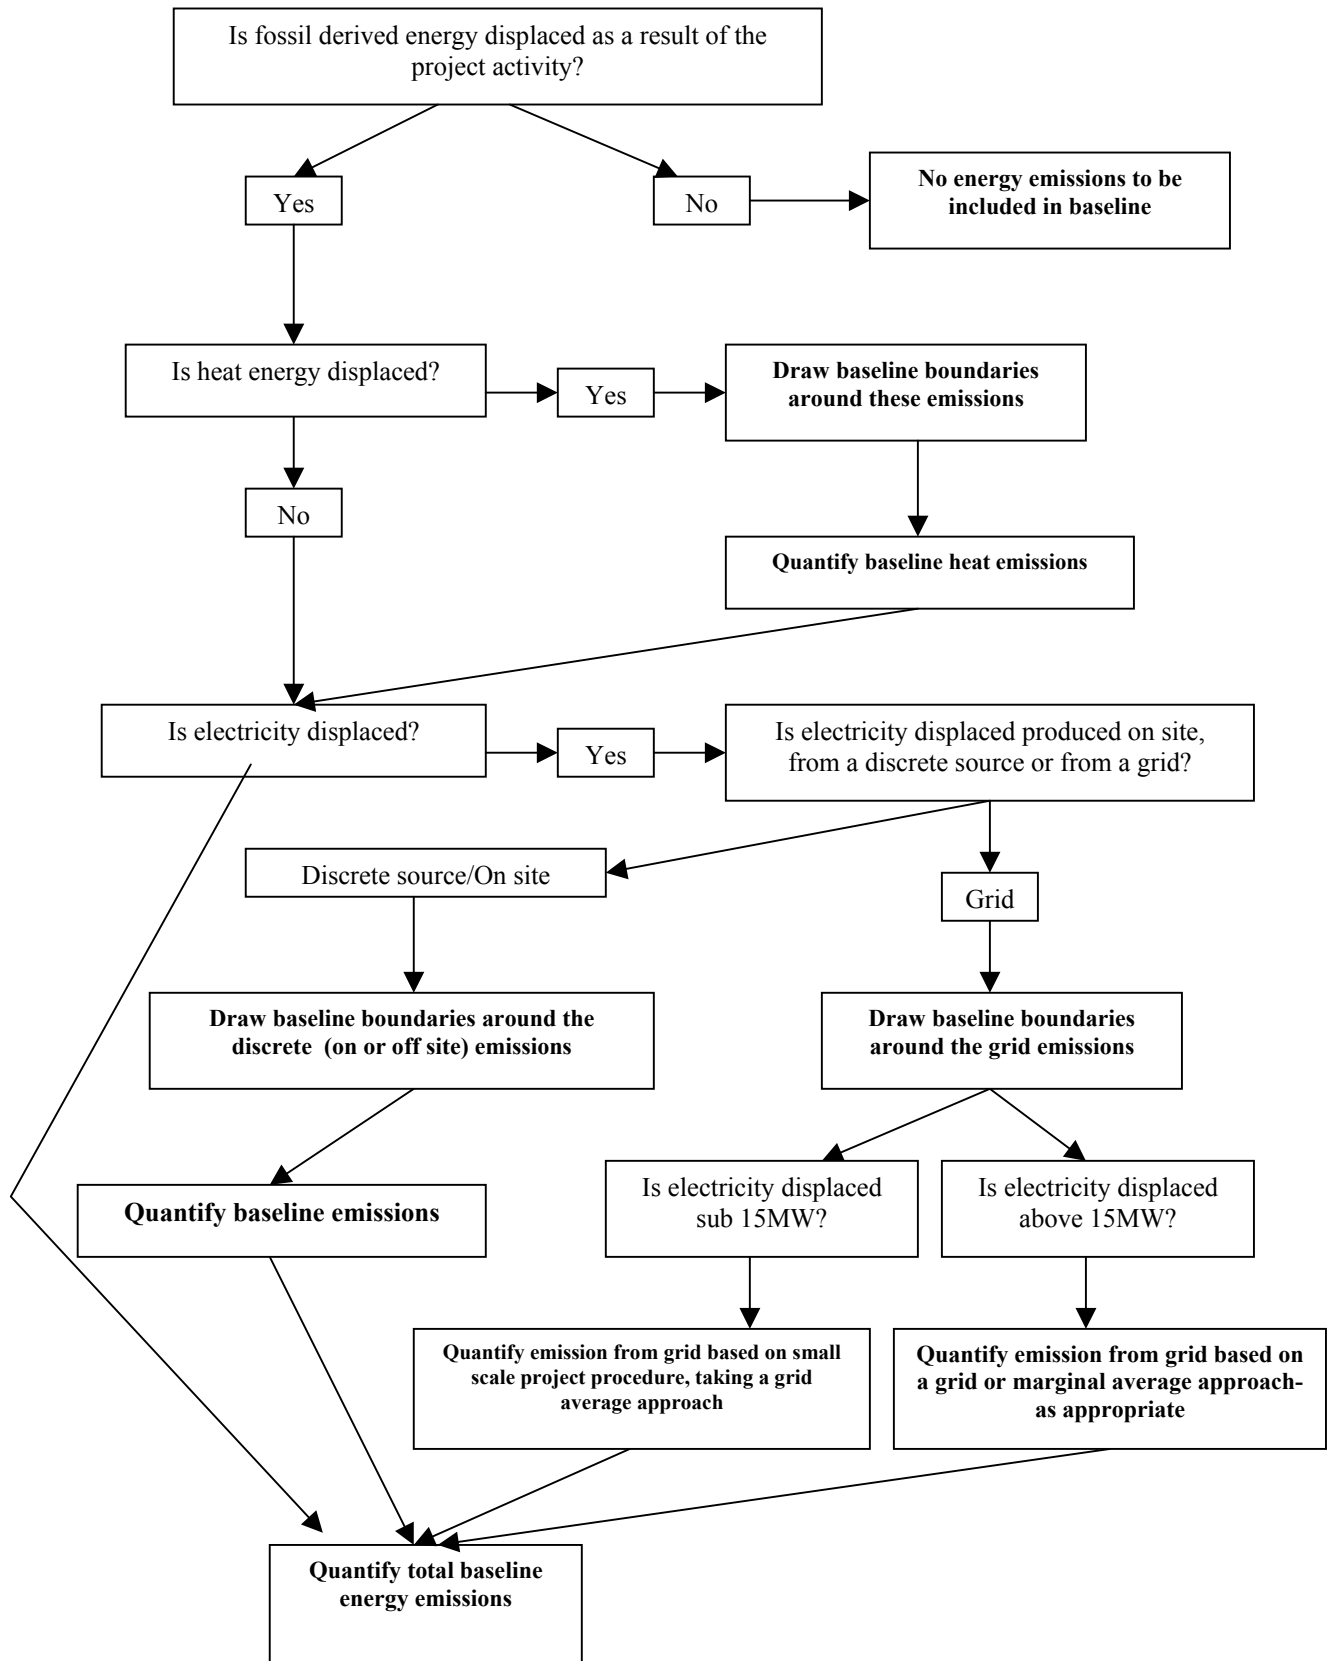 Is fossil derived energy displaced as a result of the
project activity?
Yes
No
No energy emissions to be
included in baseline
Is heat energy displaced?
Yes
Draw baseline boundaries
around these emissions
No
Quantify baseline heat emissions
Is electricity displaced?
Yes
Is electricity displaced produced on site,
from a discrete source or from a grid?
Discrete source/On site
Grid
Draw baseline boundaries around the
discrete (on or off site) emissions
Draw baseline boundaries
around the grid emissions
Quantify baseline emissions
Is electricity displaced
sub 15MW?
Is electricity displaced
above 15MW?
Quantify emission from grid based on small
scale project procedure, taking a grid
average approach
Quantify emission from grid based on
a grid or marginal average approach-
as appropriate
Quantify total baseline
energy emissions